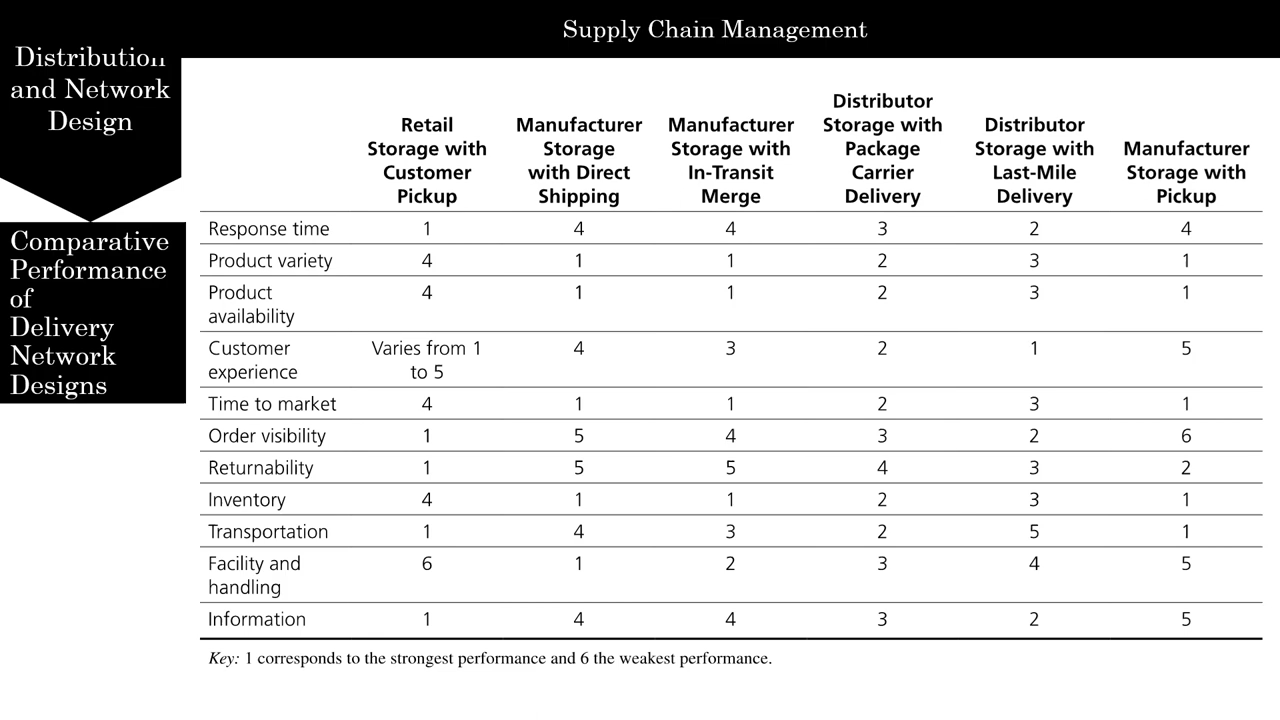 Supply Chain Management
Distribution
and Network
Design
Comparative
Performance
of
Delivery
Network
Designs
Retail Storage with Customer Pickup
Manufacturer Storage with Direct Shipping
Manufacturer Storage with In-Transit Merge
Distributor Storage with Package Carrier Delivery
Distributor Storage with Last-Mile Delivery
Manufacturer Storage with Pickup
Response time 1 4 4 3 2 4
Product variety 4 1 1 2 3 1
Product availability 4 1 1 2 3 1
Customer experience Varies from 1 to 5 4 3 2 1 5
Time to market 4 1 1 2 3 1
Order visibility 1 5 4 3 2 6
Returnability 1 5 5 4 3 2
Inventory 4 1 1 2 3 1
Transportation 1 4 3 2 5 1
Facility and handling 6 1 2 3 4 5
Information 1 4 4 3 2 5
Key: 1 corresponds to the strongest performance and 6 the weakest performance.